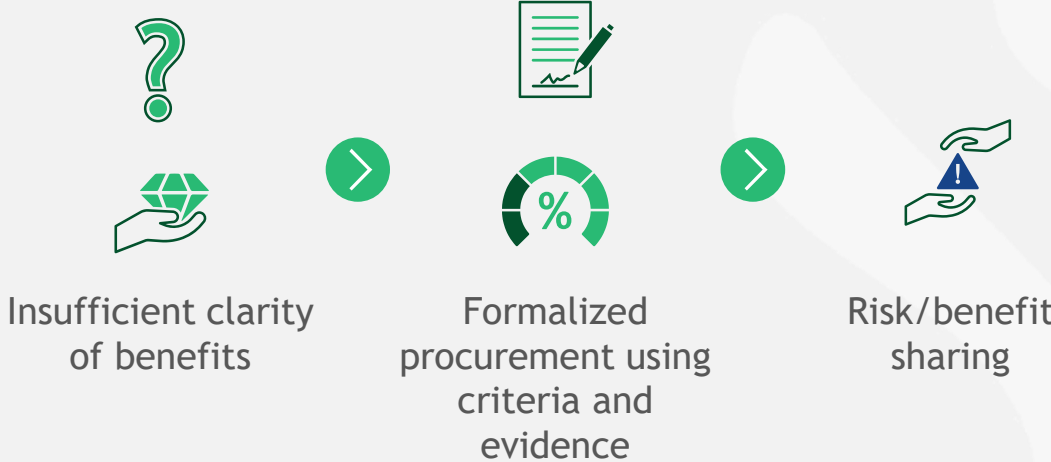 %
!
Insufficient clarity
of benefits
Formalized
procurement using
criteria and
evidence
Risk/benefit
sharing